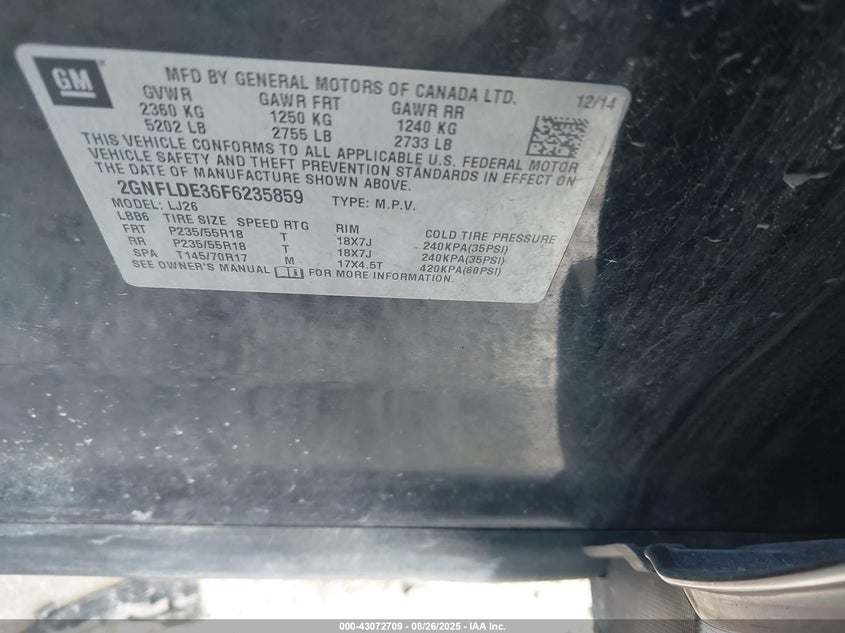 GM
MFD BY GENERAL MOTORS OF CANADA LTD. 12/14
GVWR GAWR FRT GAWR RR
2360 KG 1250 KG 1240 KG
5202 LB 2755 LB 2733 LB
THIS VEHICLE CONFORMS TO ALL APPLICABLE U.S. FEDERAL MOTOR
VEHICLE SAFETY AND THEFT PREVENTION STANDARDS IN EFFECT ON
THE DATE OF MANUFACTURE SHOWN ABOVE.
2GNFLDE36F6235859 TYPE: M.P.V.
MODEL: LJ26
LBB6 TIRE SIZE SPEED RTG RIM COLD TIRE PRESSURE
FRT P235/55R18 T 18X7J 240KPA(35PSI)
RR P235/55R18 T 18X7J 240KPA(35PSI)
SPA T145/70R17 M 17X4.5T 420KPA(60PSI)
SEE OWNER'S MANUAL FOR MORE INFORMATION.
000-43072709 - 08/26/2025 - IAA Inc.